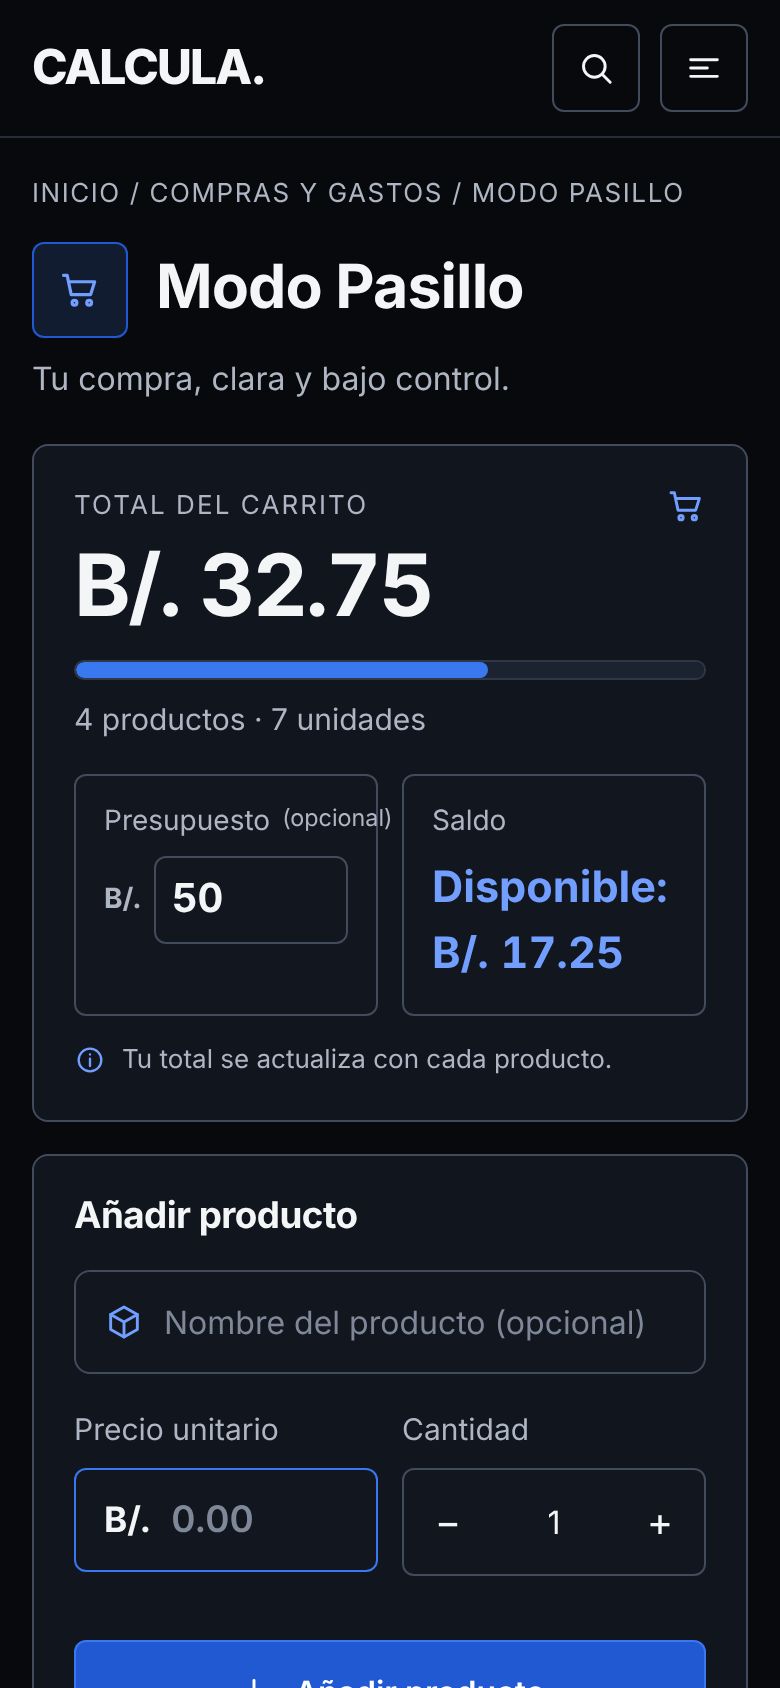 CALCULA.
INICIO / COMPRAS Y GASTOS / MODO PASILLO
Modo Pasillo
Tu compra, clara y bajo control.
TOTAL DEL CARRITO
B/. 32.75
4 productos · 7 unidades
Presupuesto (opcional)
B/. 50
Saldo
Disponible:
B/. 17.25
Tu total se actualiza con cada producto.
Añadir producto
Nombre del producto (opcional)
Precio unitario
B/. 0.00
Cantidad
− 1 +
Añadir producto